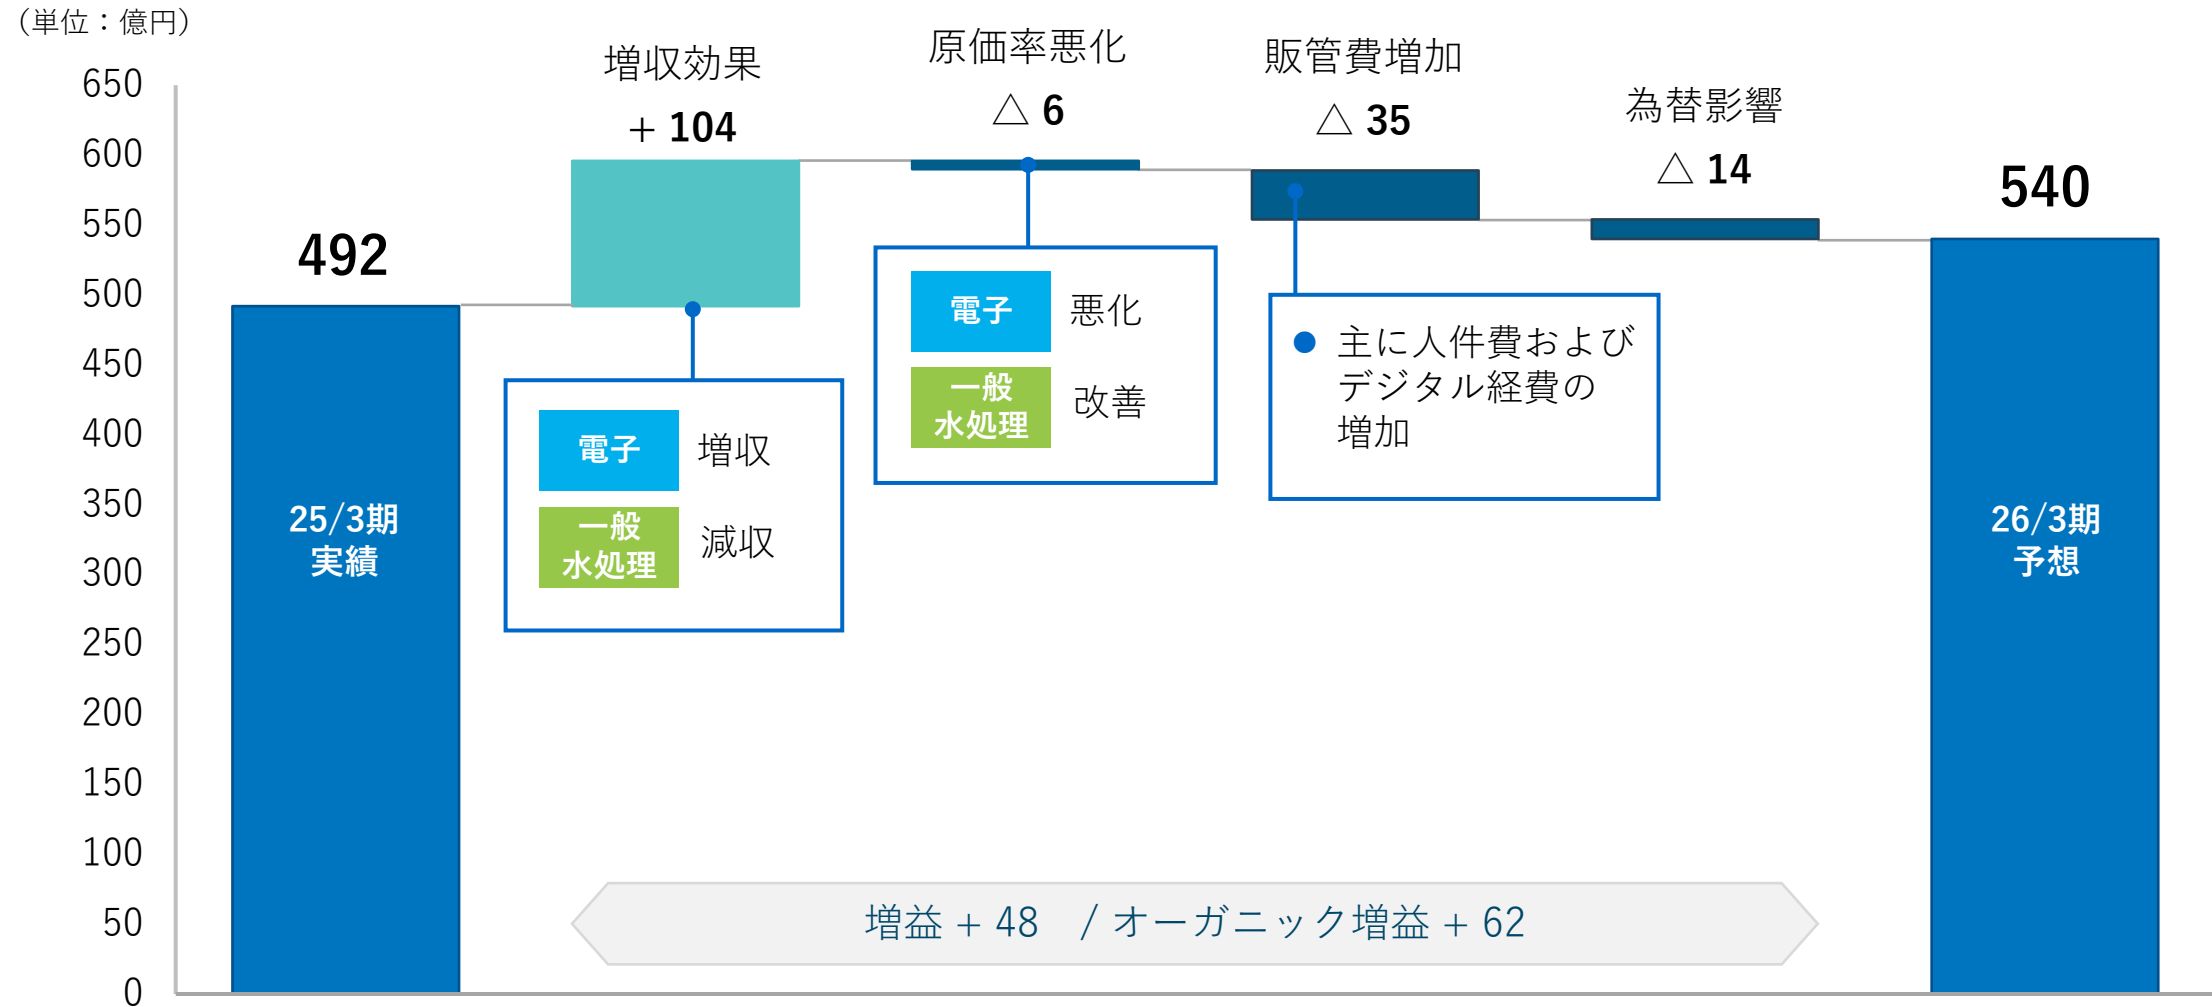 （単位：億円）
650
600
550
500
450
400
350
300
250
200
150
100
50
0
492
25/3期
実績
増収効果
+ 104
電子 増収
一般
水処理 減収
原価率悪化
△ 6
電子 悪化
一般
水処理 改善
販管費増加
△ 35
● 主に人件費および
デジタル経費の
増加
為替影響
△ 14
540
26/3期
予想
増益 + 48 / オーガニック増益 + 62